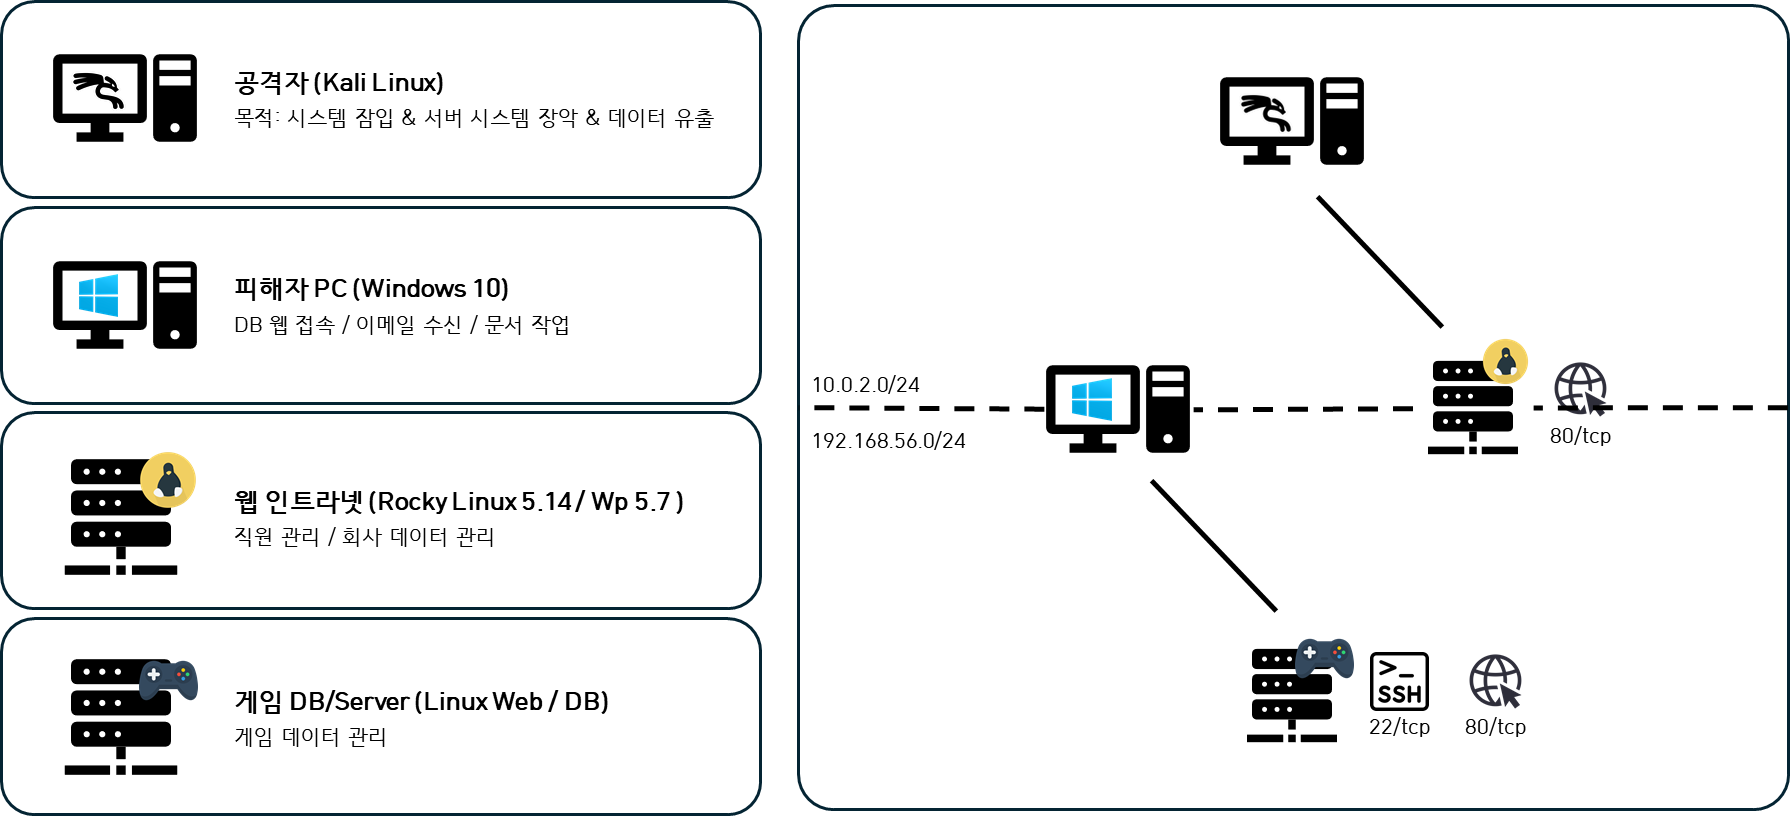 공격자 (Kali Linux)
목적: 시스템 잠입 & 서버 시스템 장악 & 데이터 유출
피해자 PC (Windows 10)
DB 웹 접속 / 이메일 수신 / 문서 작업
웹 인트라넷 (Rocky Linux 5.14 / Wp 5.7 )
직원 관리 / 회사 데이터 관리
게임 DB/Server (Linux Web / DB)
게임 데이터 관리
10.0.2.0/24
192.168.56.0/24
80/tcp
SSH
22/tcp
80/tcp